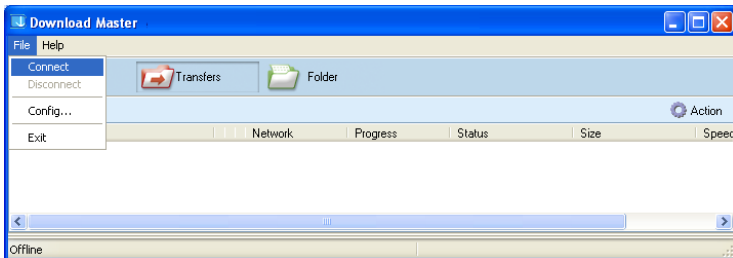 Download Master
File Help
Connect
Disconnect
Config...
Exit
Transfers Folder
Action
Network Progress Status Size Speed
Offline